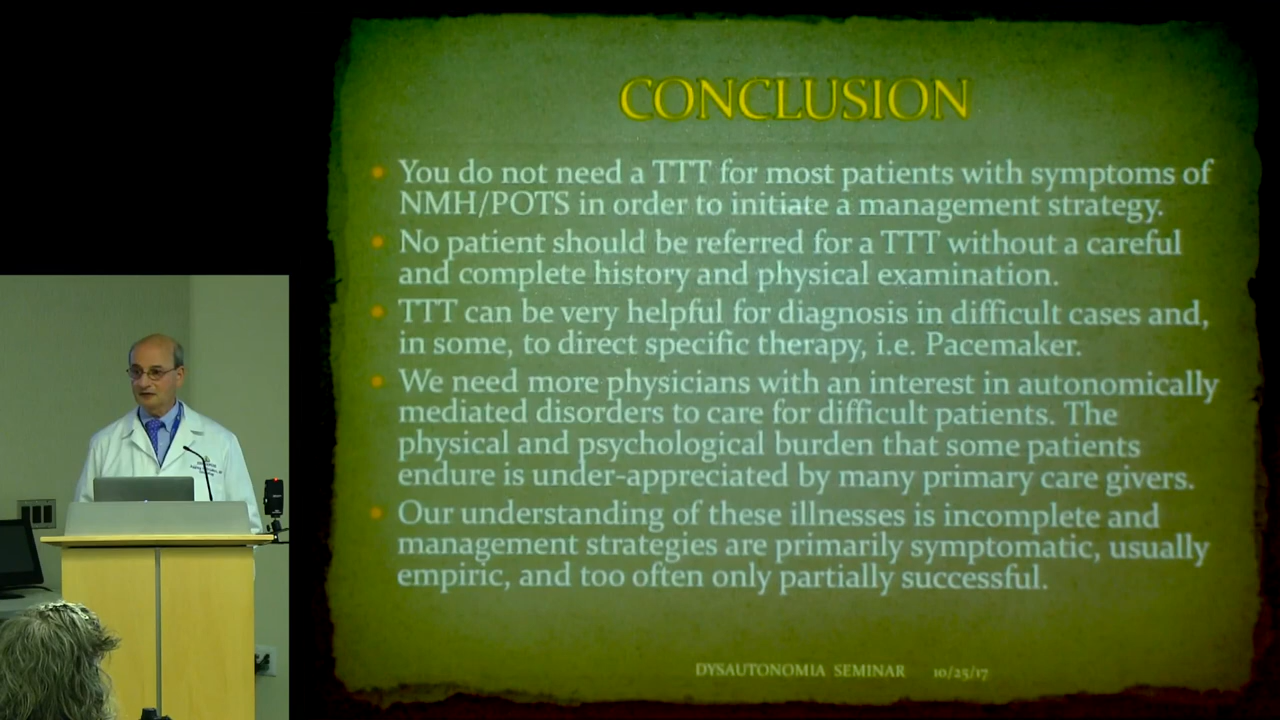 CONCLUSION
• You do not need a TTT for most patients with symptoms of
NMH/POTS in order to initiate a management strategy.
• No patient should be referred for a TTT without a careful
and complete history and physical examination.
• TTT can be very helpful for diagnosis in difficult cases and,
in some, to direct specific therapy, i.e. Pacemaker.
• We need more physicians with an interest in autonomically
mediated disorders to care for difficult patients. The
physical and psychological burden that some patients
endure is under-appreciated by many primary care givers.
• Our understanding of these illnesses is incomplete and
management strategies are primarily symptomatic, usually
empiric, and too often only partially successful.
DYSAUTONOMIA SEMINAR 10/25/17